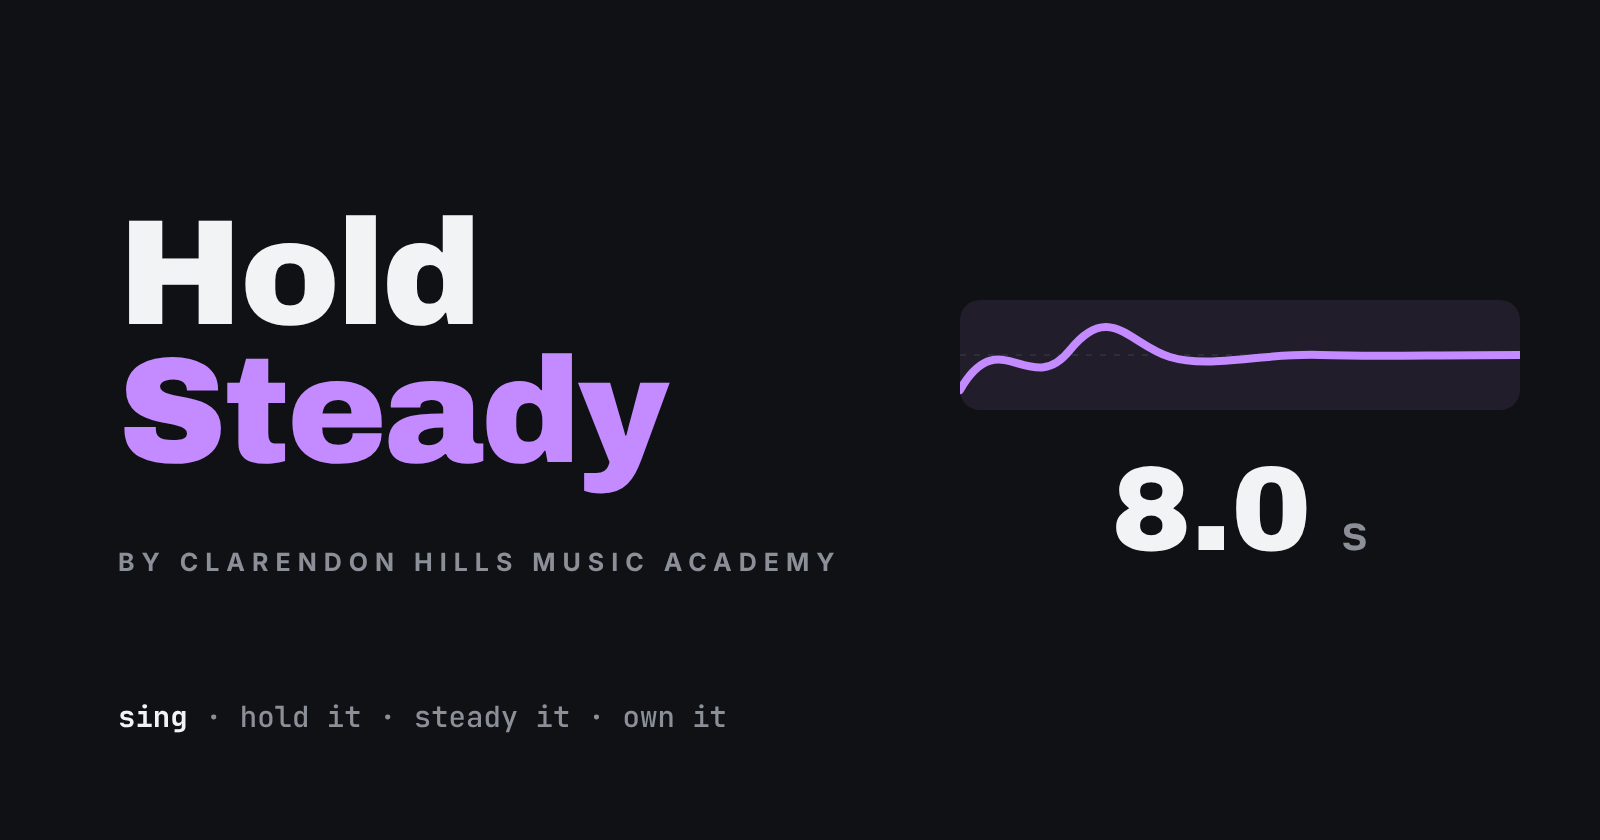 Hold
Steady
BY CLARENDON HILLS MUSIC ACADEMY
sing · hold it · steady it · own it
8.0 s